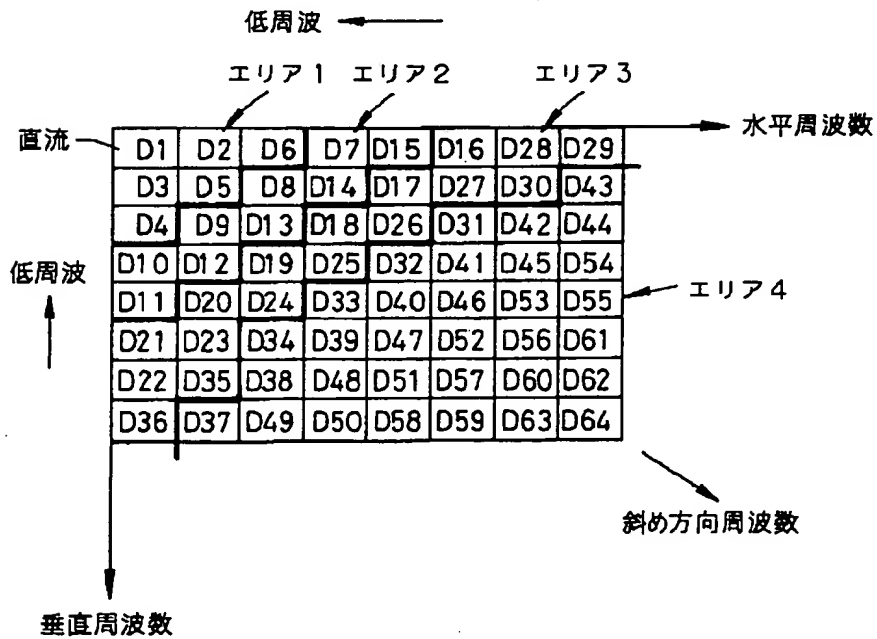 低周波
エリア1 エリア2 エリア3
水平周波数
直流
D1 D2 D6 D7 D15 D16 D28 D29
D3 D5 D8 D14 D17 D27 D30 D43
D4 D9 D13 D18 D26 D31 D42 D44
D10 D12 D19 D25 D32 D41 D45 D54
低周波
D11 D20 D24 D33 D40 D46 D53 D55
エリア4
D21 D23 D34 D39 D47 D52 D56 D61
D22 D35 D38 D48 D51 D57 D60 D62
D36 D37 D49 D50 D58 D59 D63 D64
斜め方向周波数
垂直周波数